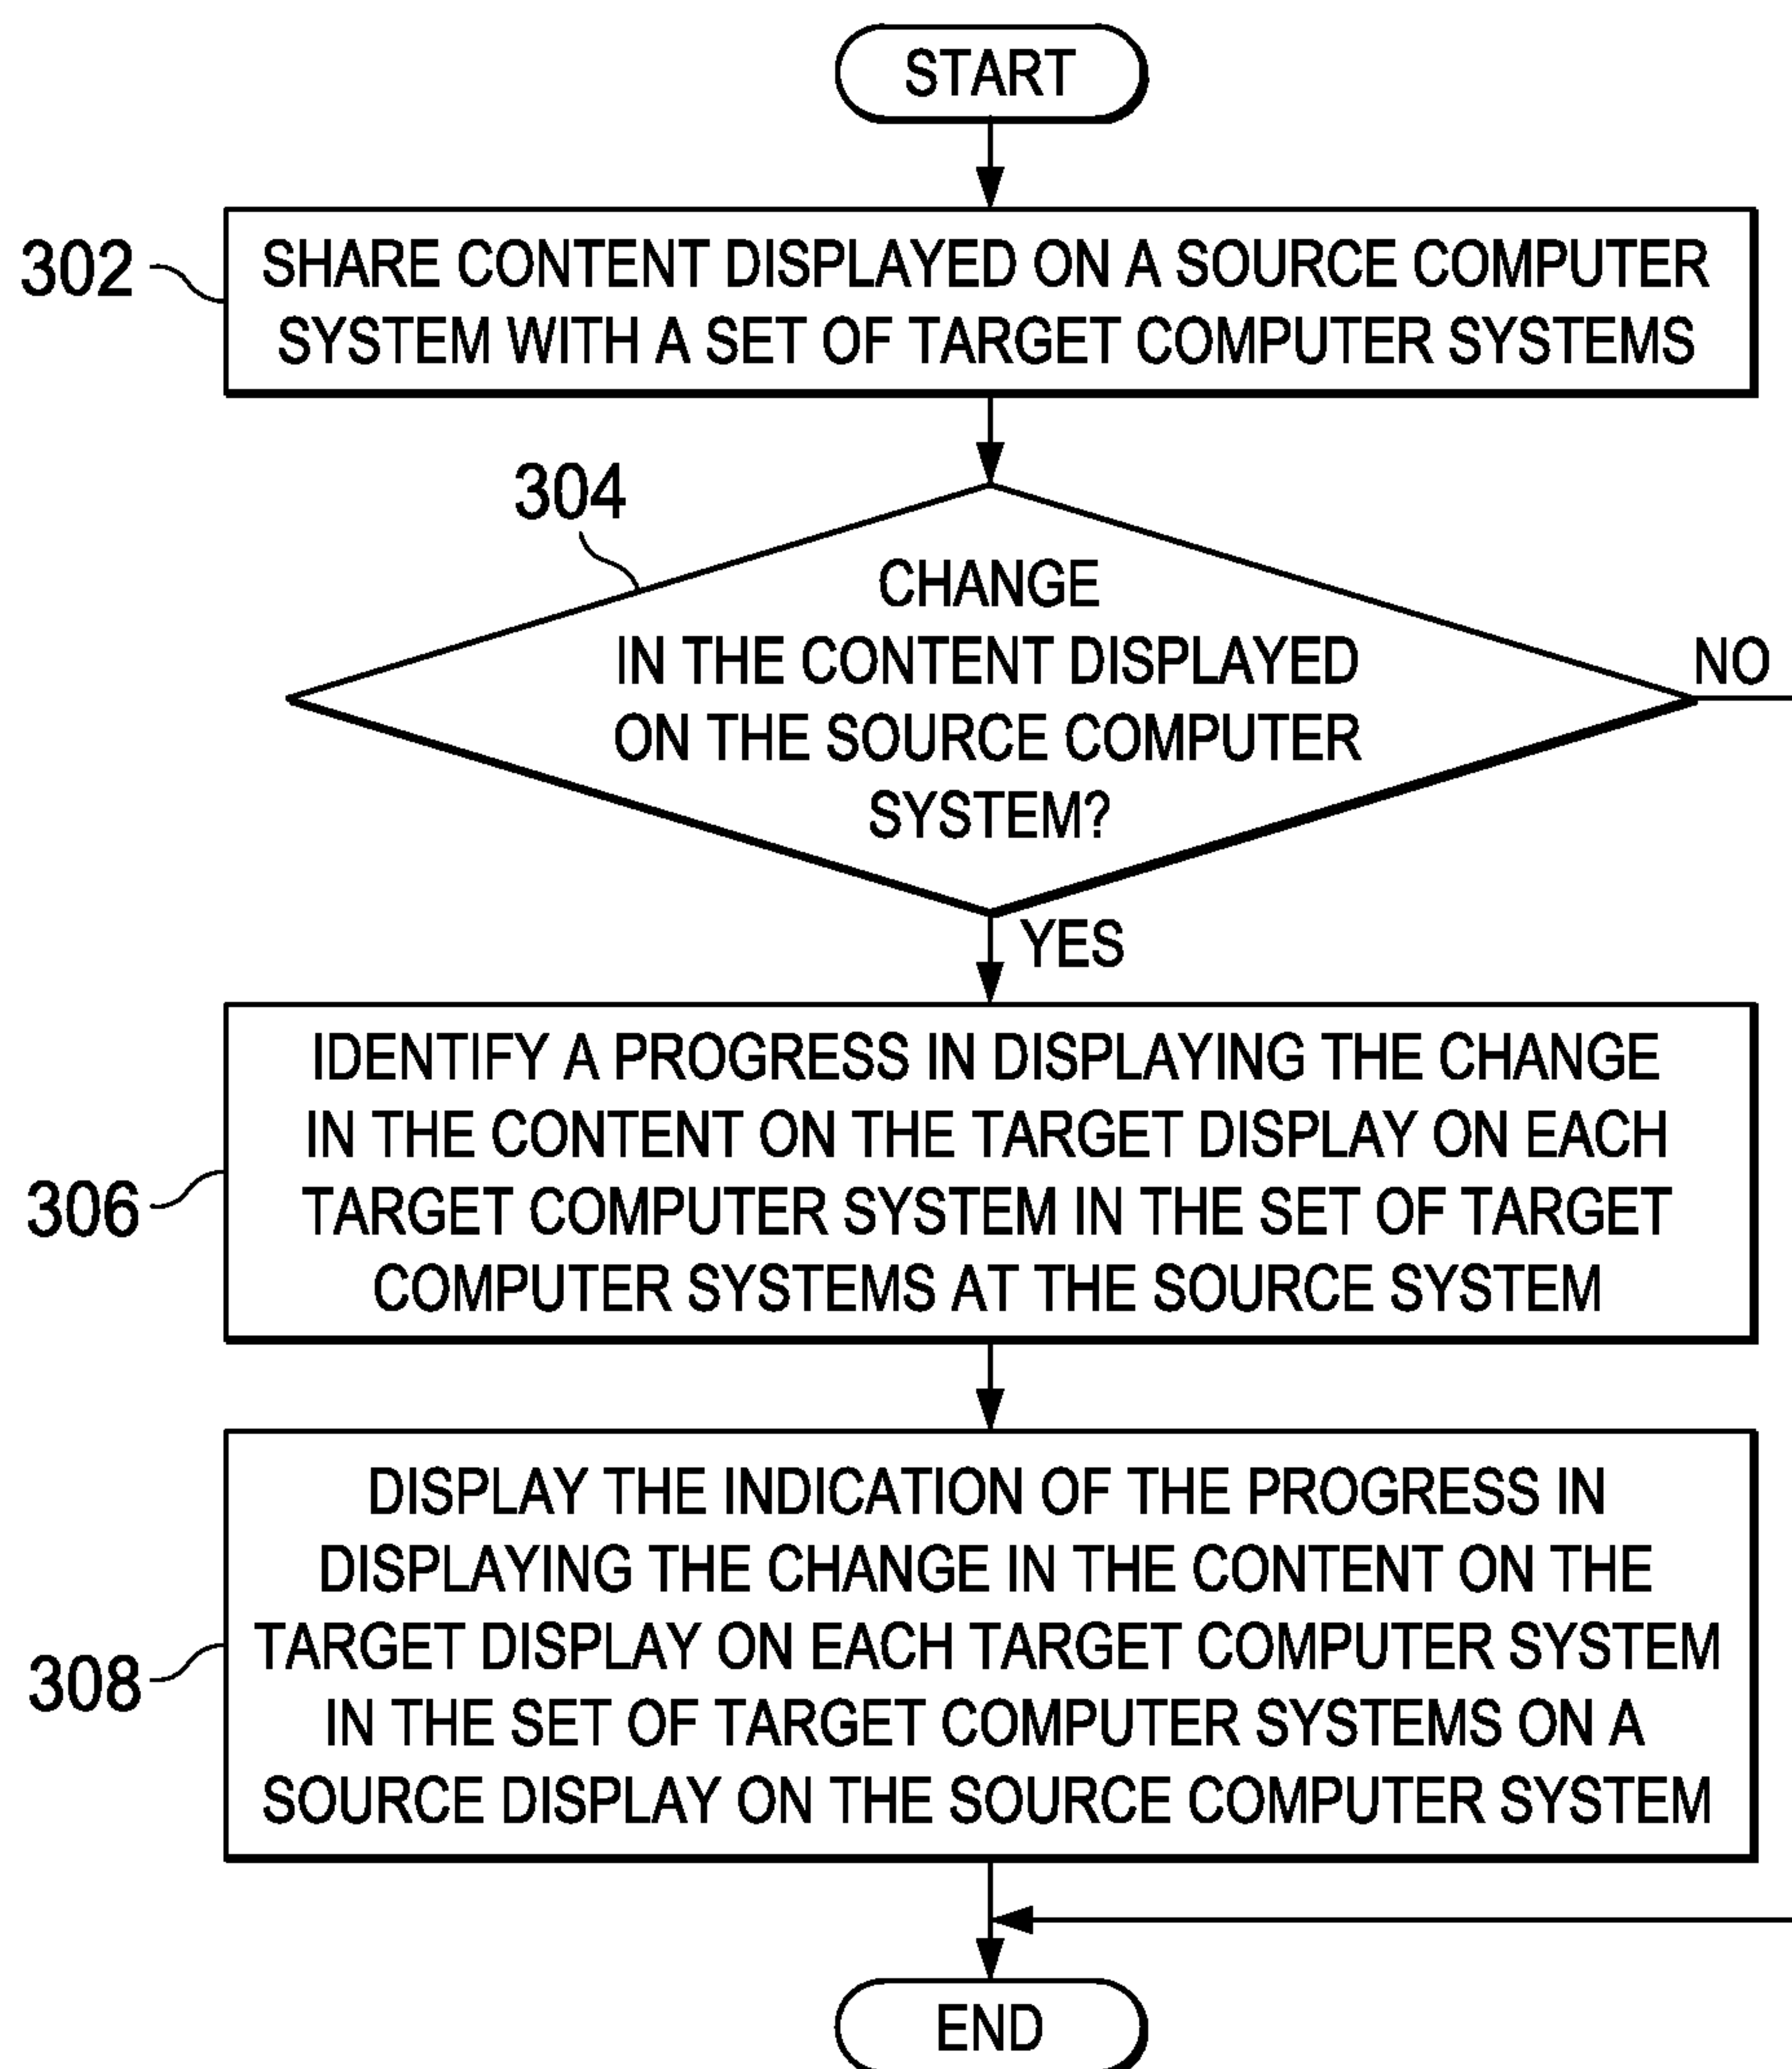 START
302
SHARE CONTENT DISPLAYED ON A SOURCE COMPUTER
SYSTEM WITH A SET OF TARGET COMPUTER SYSTEMS
304
CHANGE
IN THE CONTENT DISPLAYED
ON THE SOURCE COMPUTER
SYSTEM?
NO
YES
306
IDENTIFY A PROGRESS IN DISPLAYING THE CHANGE
IN THE CONTENT ON THE TARGET DISPLAY ON EACH
TARGET COMPUTER SYSTEM IN THE SET OF TARGET
COMPUTER SYSTEMS AT THE SOURCE SYSTEM
308
DISPLAY THE INDICATION OF THE PROGRESS IN
DISPLAYING THE CHANGE IN THE CONTENT ON THE
TARGET DISPLAY ON EACH TARGET COMPUTER SYSTEM
IN THE SET OF TARGET COMPUTER SYSTEMS ON A
SOURCE DISPLAY ON THE SOURCE COMPUTER SYSTEM
END